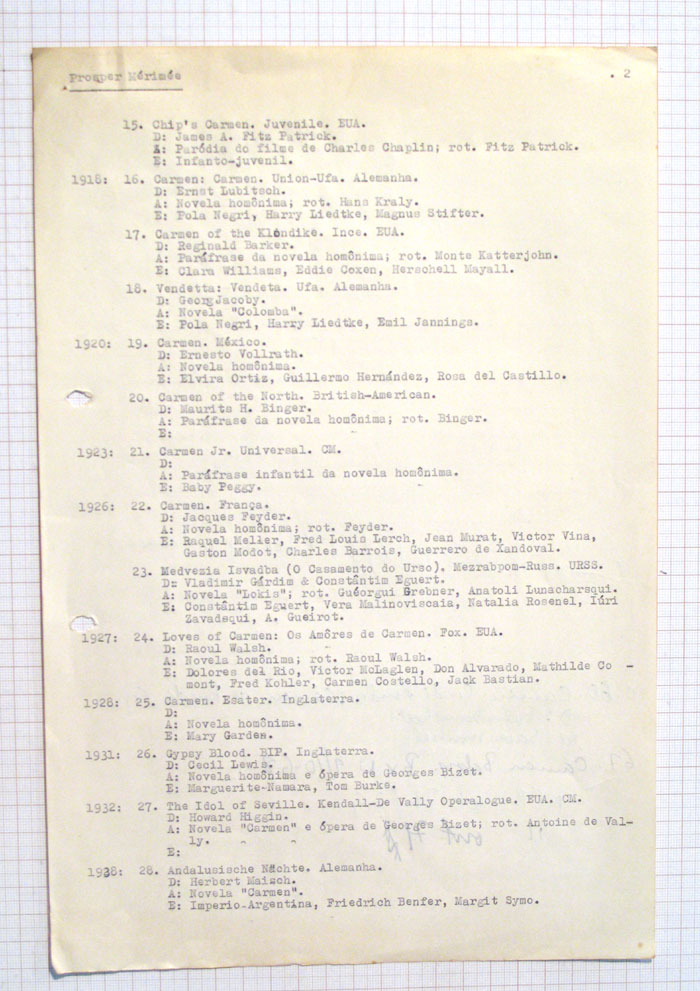 Prosper Mérimée
. 2
15. Chip's Carmen. Juvenile. EUA.
D: James A. Fitz Patrick.
A: Paródia do filme de Charles Chaplin; rot. Fitz Patrick.
E: Infanto-juvenil.
1918: 16. Carmen: Carmen. Union-Ufa. Alemanha.
D: Ernst Lubitsch.
A: Novela homônima; rot. Hans Kraly.
E: Pola Negri, Harry Liedtke, Magnus Stifter.
17. Carmen of the Klondike. Ince. EUA.
D: Reginald Barker.
A: Paráfrase da novela homônima; rot. Monte Katterjohn.
E: Clara Williams, Eddie Coxen, Herschell Mayall.
18. Vendetta: Vendeta. Ufa. Alemanha.
D: GeorgJacoby.
A: Novela "Colomba".
E: Pola Negri, Harry Liedtke, Emil Jannings.
1920: 19. Carmen. México.
D: Ernesto Vollrath.
A: Novela homônima.
E: Elvira Ortiz, Guillermo Hernández, Rosa del Castillo.
20. Carmen of the North. British-American.
D: Maurits H. Binger.
A: Paráfrase da novela homônima; rot. Binger.
E:
1923: 21. Carmen Jr. Universal. CM.
D:
A: Paráfrase infantil da novela homônima.
E: Baby Peggy.
1926: 22. Carmen. França.
D: Jacques Feyder.
A: Novela homônima; rot. Feyder.
E: Raquel Meller, Fred Louis Lerch, Jean Murat, Victor Vina,
Gaston Modot, Charles Barrois, Guerrero de Xandoval.
23. Medvezia Isvadba (O Casamento do Urso). Mezrabpom-Russ. URSS.
D: Vladimir Gárdim & Constântim Eguert.
A: Novela "Lokis"; rot. Guéorgui Grebner, Anatoli Lunacharsqui.
E: Constântim Eguert, Vera Malinoviscaia, Natalia Rosenel, Iúri
Zavadsqui, A. Gueirot.
1927: 24. Loves of Carmen: Os Amôres de Carmen. Fox. EUA.
D: Raoul Walsh.
A: Novela homônima; rot. Raoul Walsh.
E: Dolores del Rio, Victor McLaglen, Don Alvarado, Mathilde Co -
mont, Fred Kohler, Carmen Costello, Jack Bastian.
1928: 25. Carmen. Esater. Inglaterra.
D:
A: Novela homônima.
E: Mary Garden.
1931: 26. Gypsy Blood. BIP. Inglaterra.
D: Cecil Lewis.
A: Novela homônima e ópera de Georges Bizet.
E: Marguerite-Namara, Tom Burke.
1932: 27. The Idol of Seville. Kendall-De Vally Operalogue. EUA. CM.
D: Howard Higgin.
A: Novela "Carmen" e ópera de Georges Bizet; rot. Antoine de Val-
ly.
E:
1938: 28. Andalusische Nächte. Alemanha.
D: Herbert Maisch.
A: Novela "Carmen".
E: Imperio-Argentina, Friedrich Benfer, Margit Symo.